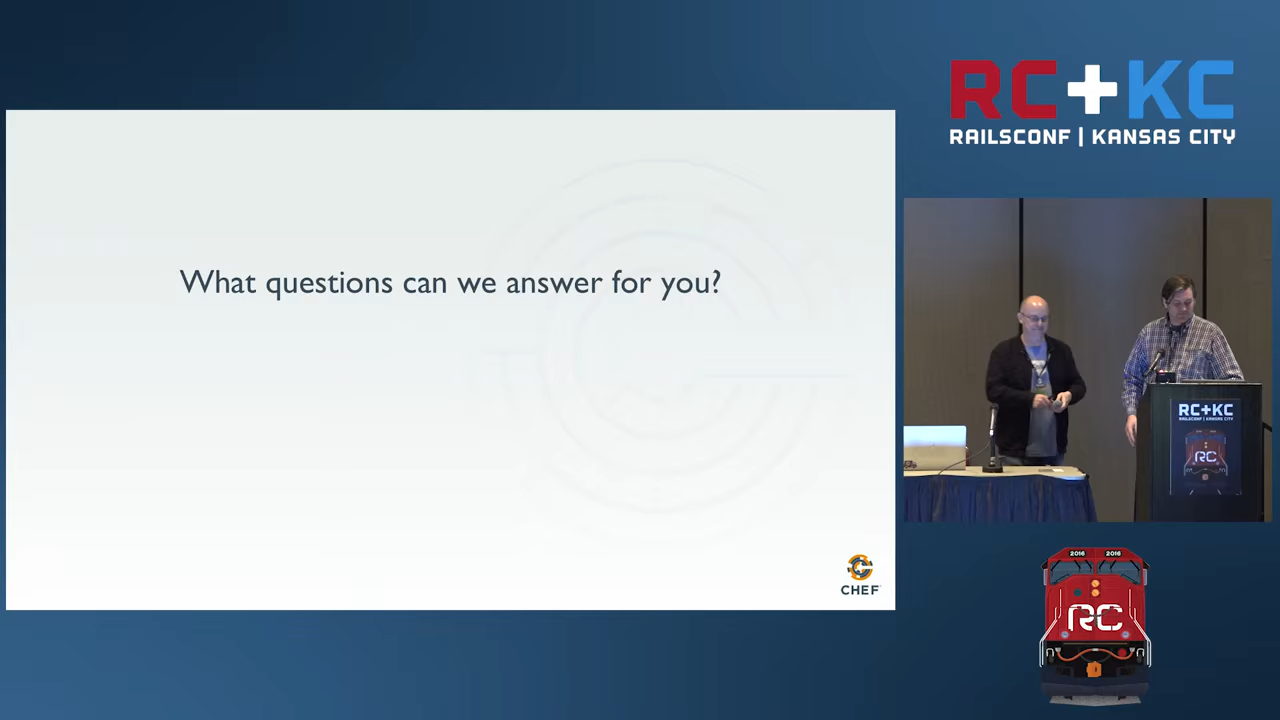 What questions can we answer for you?
CHEF
RC+KC
RAILSCONF | KANSAS CITY
RC+KC
RAILSCONF | KANSAS CITY
RC
2016 2016
RC